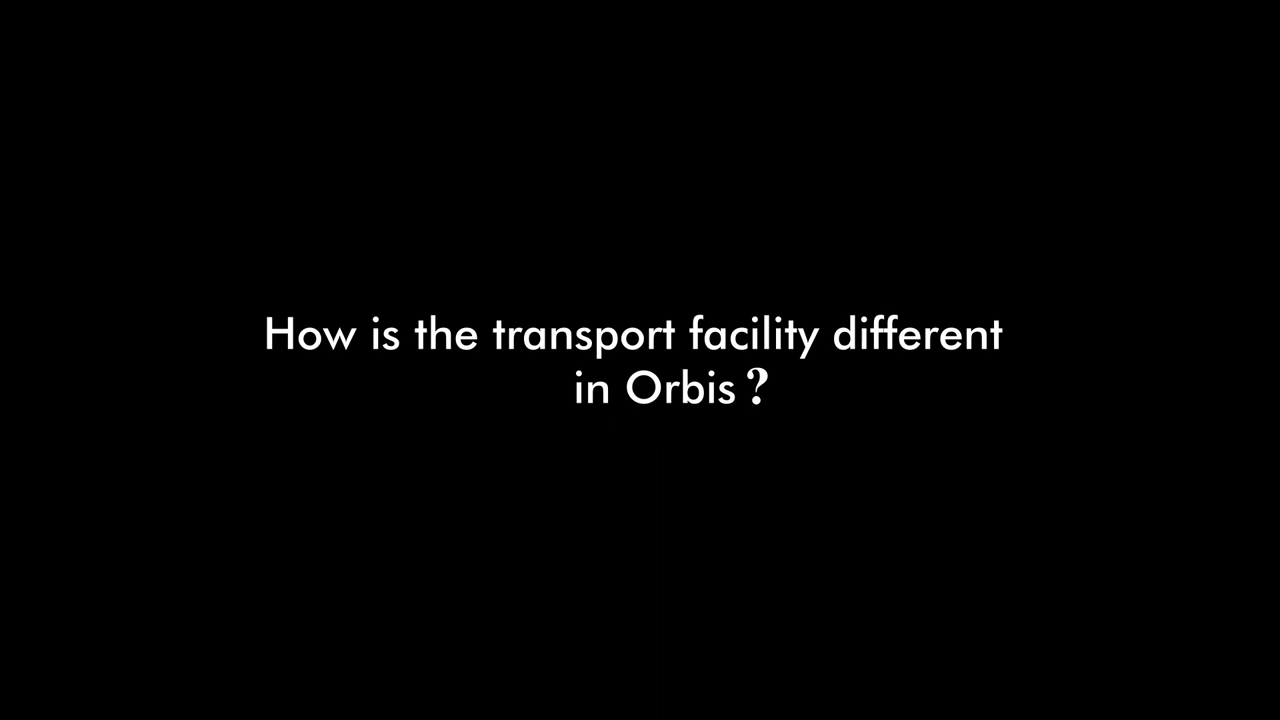 How is the transport facility different
in Orbis ?